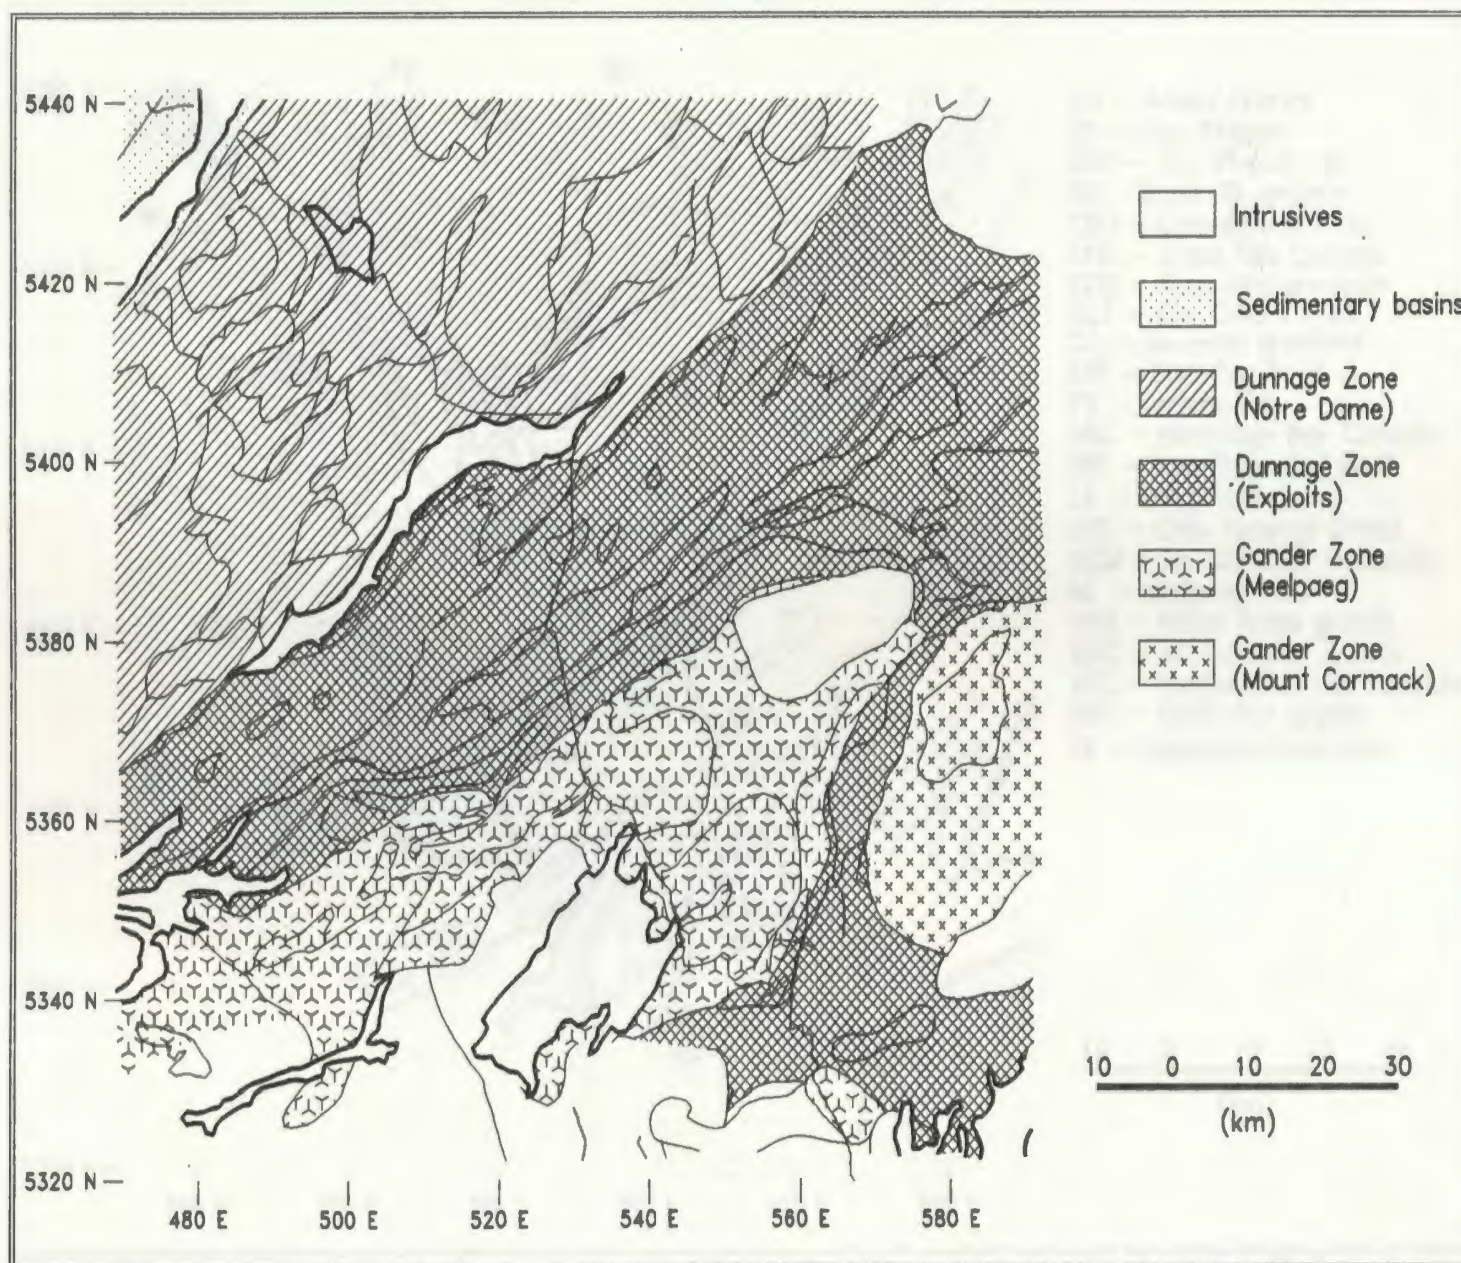 5440 N
5420 N
5400 N
5380 N
5360 N
5340 N
5320 N
480 E
500 E
520 E
540 E
560 E
580 E
Intrusives
Sedimentary basins
Dunnage Zone
(Notre Dame)
Dunnage Zone
(Exploits)
Gander Zone
(Meelpaeg)
Gander Zone
(Mount Cormack)
10 0 10 20 30
(km)